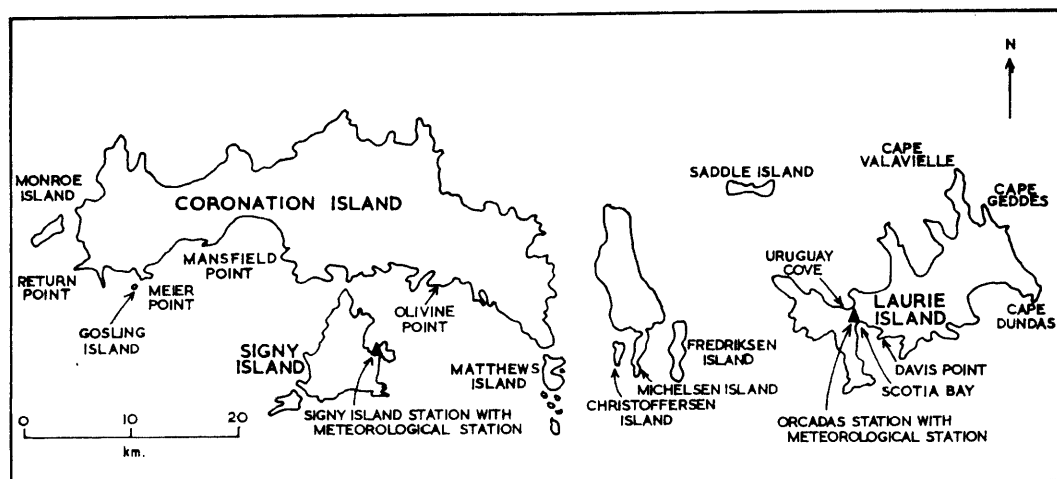 N
CAPE
VALAVIELLE
SADDLE ISLAND
CAPE
GEDDES
MONROE
ISLAND
CORONATION ISLAND
MANSFIELD
POINT
URUGUAY
COVE
RETURN
POINT
MEIER
POINT
GOSLING
ISLAND
OLIVINE
POINT
LAURIE
ISLAND
CAPE
DUNDAS
SIGNY
ISLAND
MATTHEWS
ISLAND
FREDRIKSEN
ISLAND
DAVIS POINT
MICHELSEN ISLAND
SCOTIA BAY
CHRISTOFFERSEN
ISLAND
SIGNY ISLAND STATION WITH
METEOROLOGICAL STATION
ORCADAS STATION WITH
METEOROLOGICAL STATION
0 10 20
km.